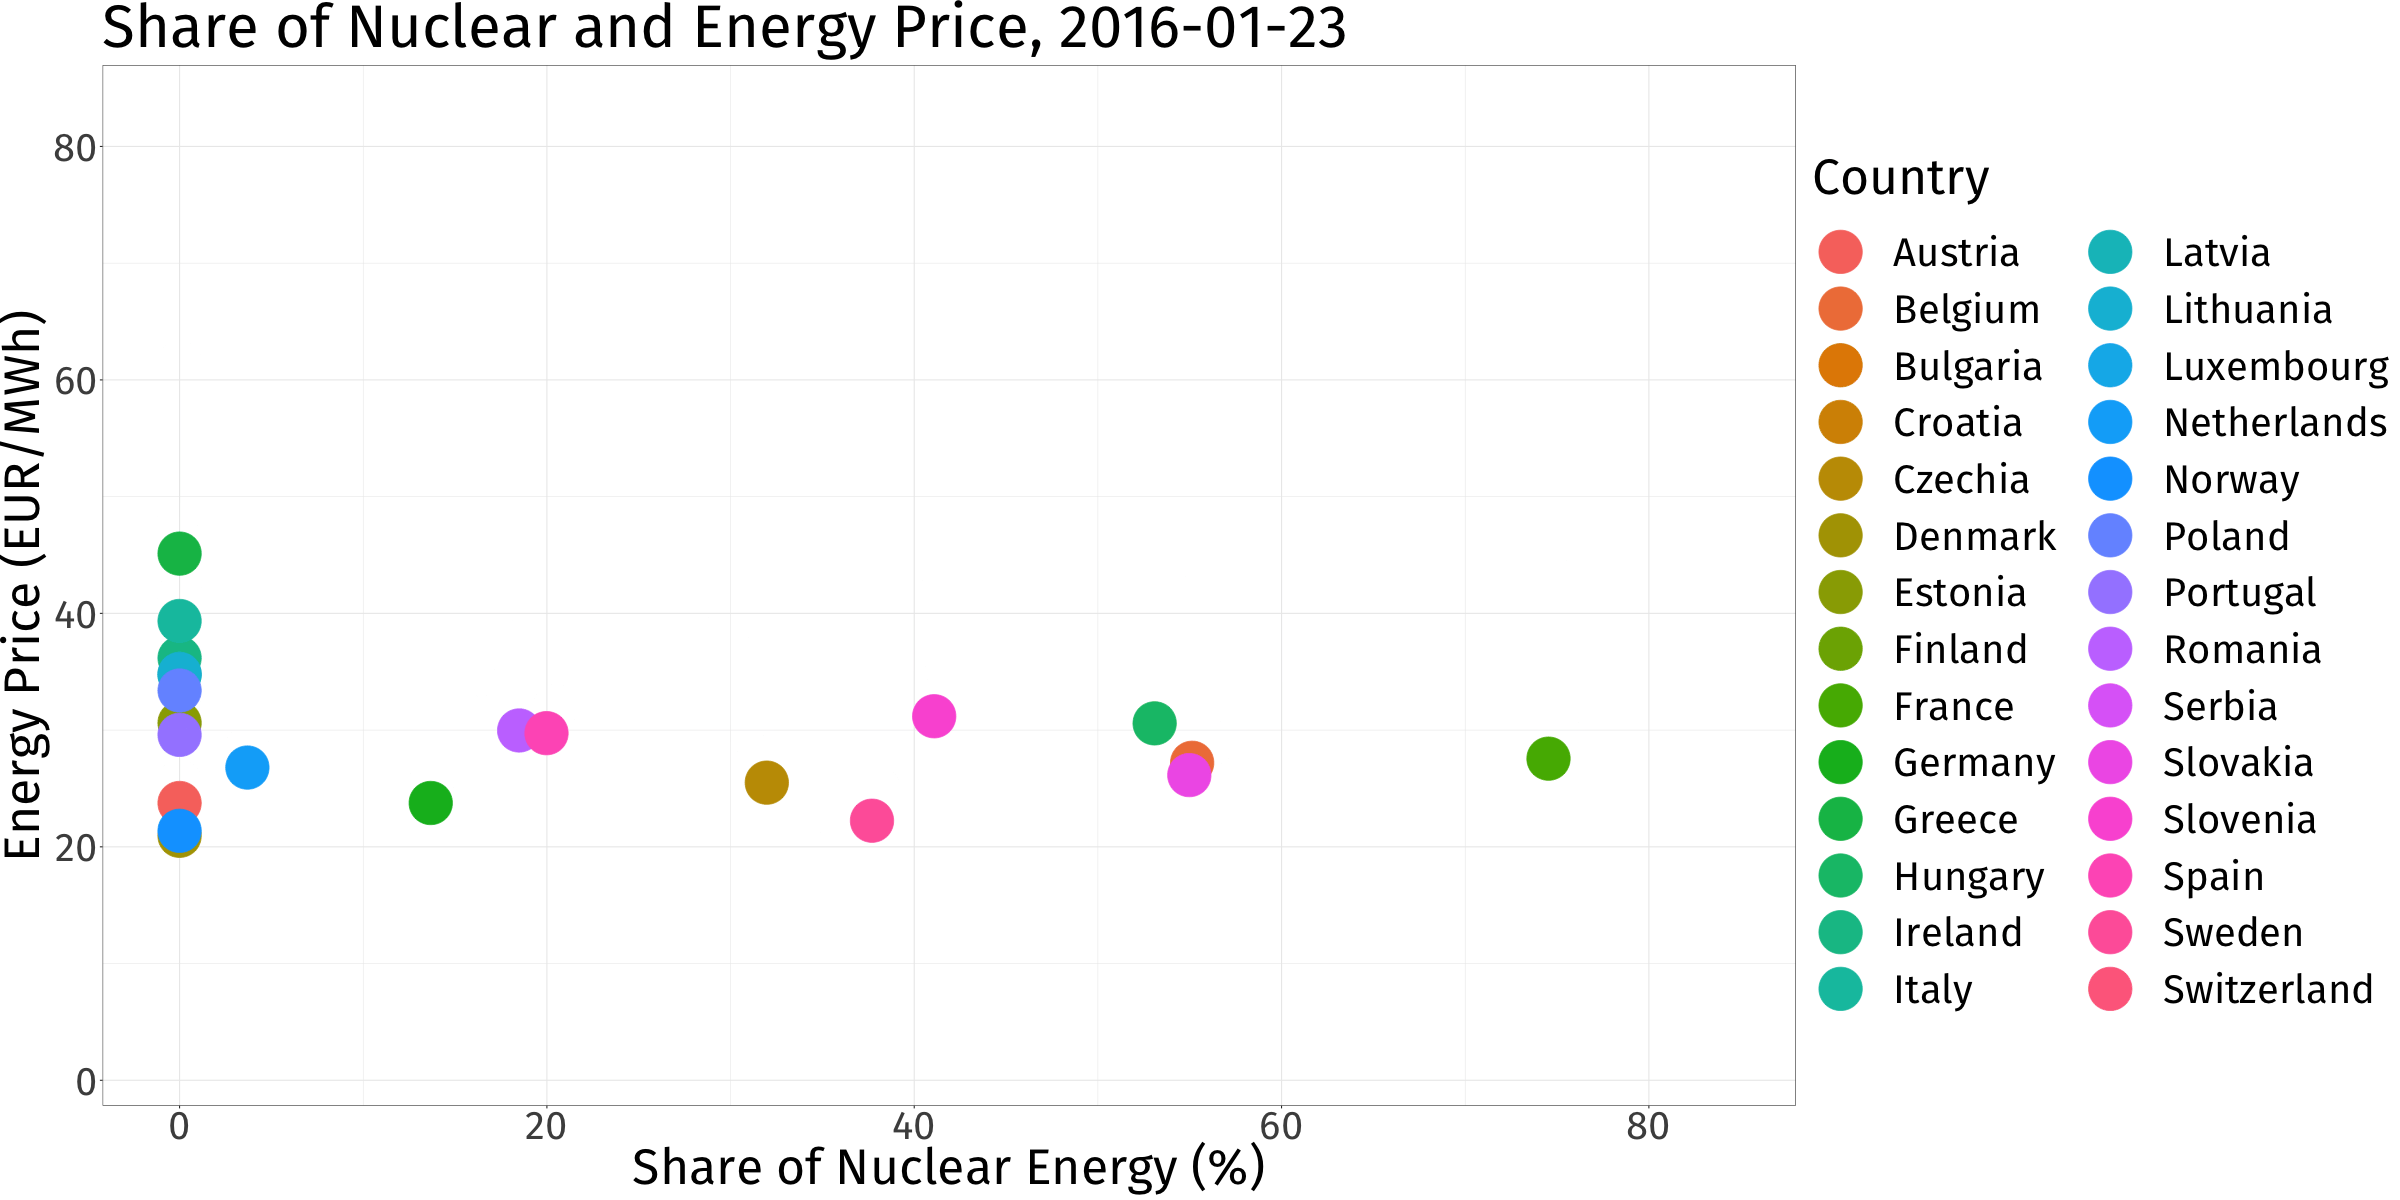 Share of Nuclear and Energy Price, 2016-01-23
80
60
40
20
0
Energy Price (EUR/MWh)
0 20 40 60 80
Share of Nuclear Energy (%)
Country
Austria
Belgium
Bulgaria
Croatia
Czechia
Denmark
Estonia
Finland
France
Germany
Greece
Hungary
Ireland
Italy
Latvia
Lithuania
Luxembourg
Netherlands
Norway
Poland
Portugal
Romania
Serbia
Slovakia
Slovenia
Spain
Sweden
Switzerland